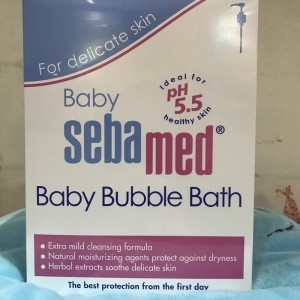 For delicate skin
Baby
sebamed®
Ideal for
pH
5.5
healthy skin
Baby Bubble Bath
• Extra mild cleansing formula
• Natural moisturizing agents protect against dryness
• Herbal extracts soothe delicate skin
The best protection from the first day